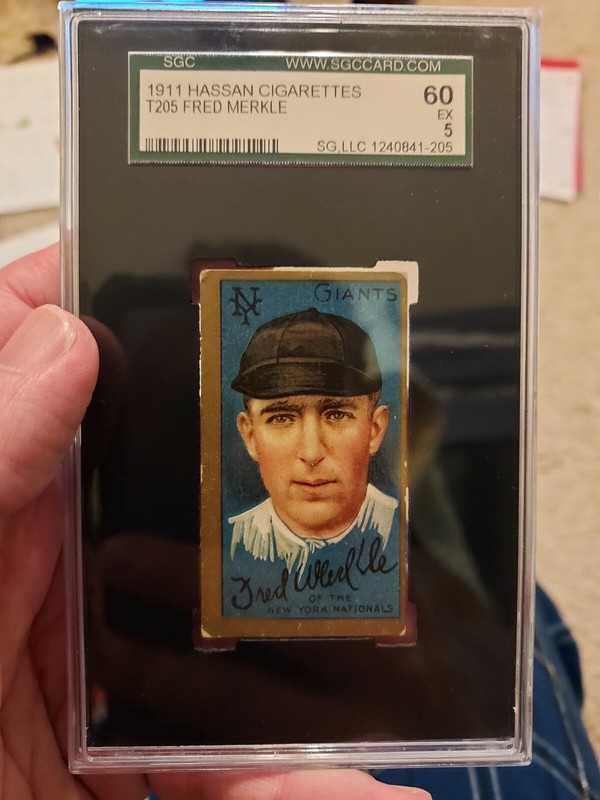 SGC WWW.SGCCARD.COM
1911 HASSAN CIGARETTES 60
T205 FRED MERKLE EX
5
SG,LLC 1240841-205
NY GIANTS
Fred Merkle
OF THE
NEW YORK NATIONALS